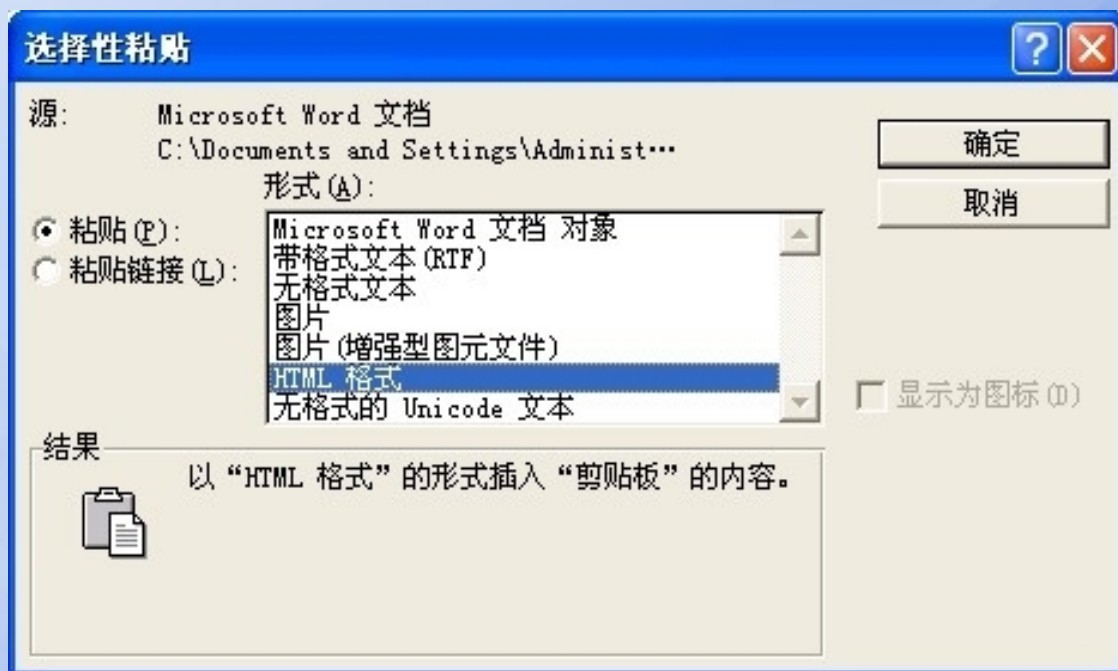 选择性粘贴
源: Microsoft Word 文档
C:\Documents and Settings\Administ…
确定
形式(A):
取消
粘贴(P):
粘贴链接(L):
Microsoft Word 文档 对象
带格式文本(RTF)
无格式文本
图片
图片(增强型图元文件)
HTML 格式
无格式的 Unicode 文本
显示为图标(D)
结果
以“HTML 格式”的形式插入“剪贴板”的内容。